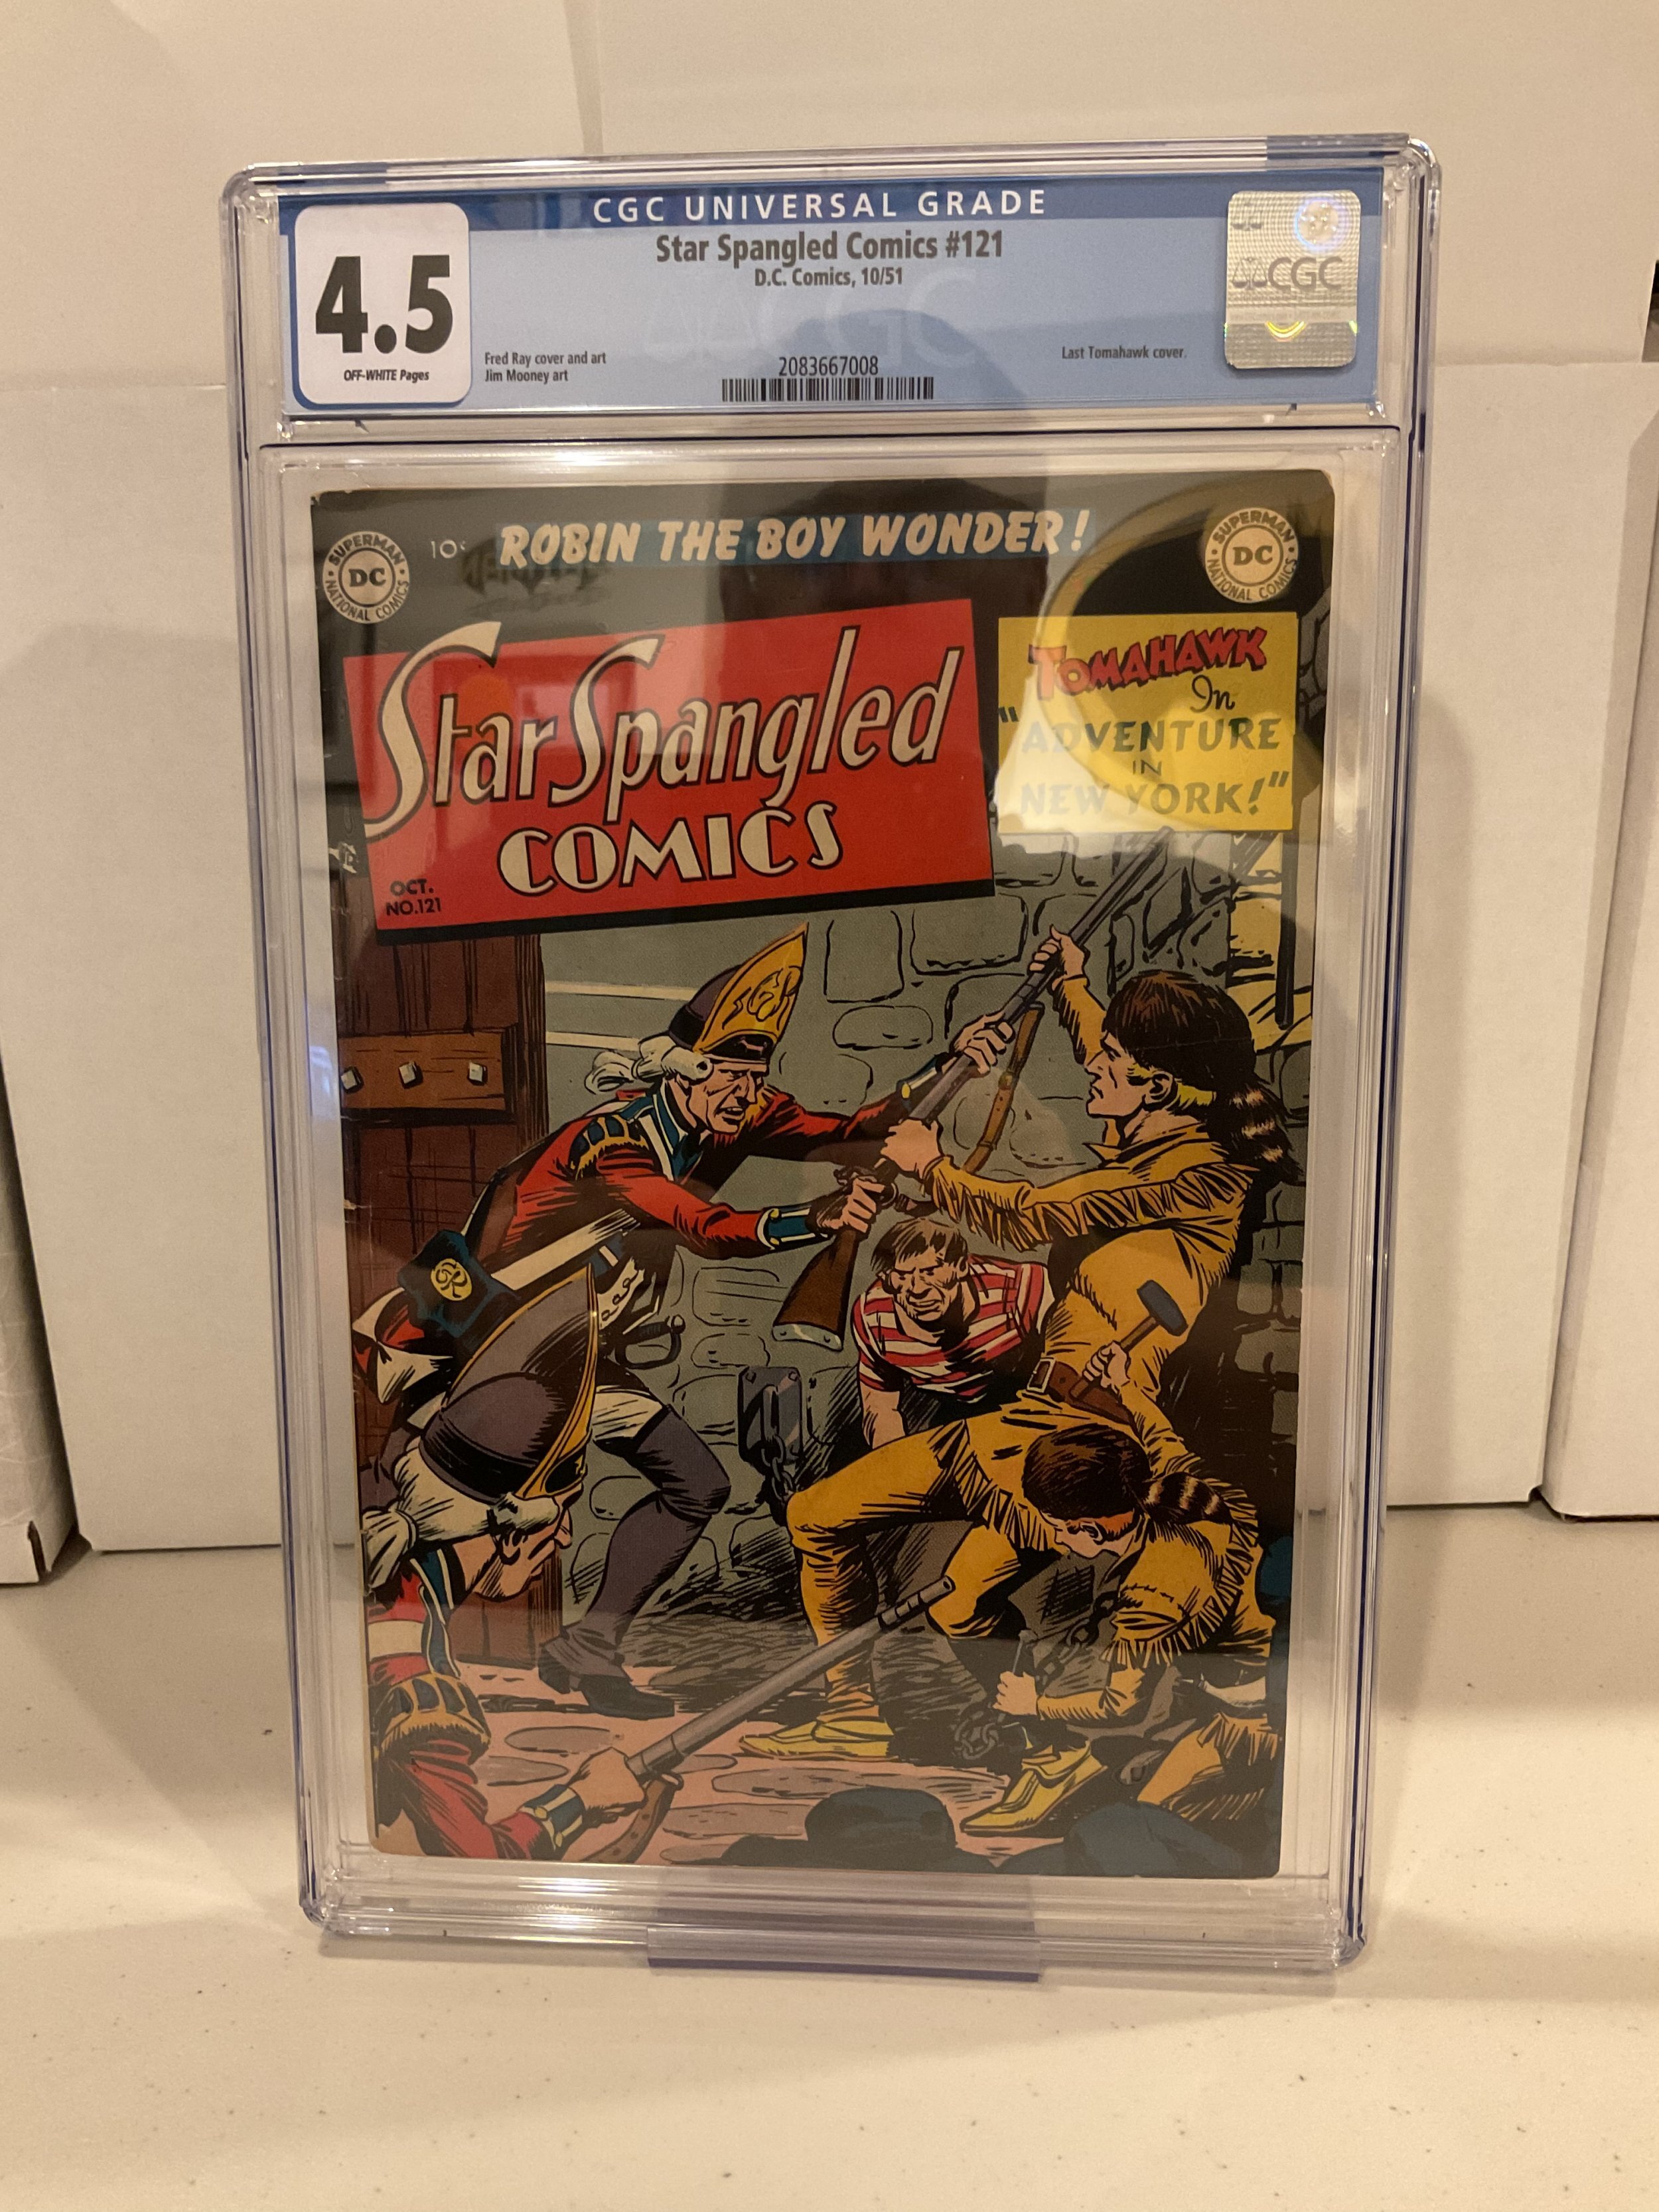 CGC UNIVERSAL GRADE
4.5
OFF-WHITE Pages
Star Spangled Comics #121
D.C. Comics, 10/51
Fred Ray cover and art
Jim Mooney art
2083667008
Last Tomahawk cover.
CGC
SUPERMAN
DC
NATIONAL COMICS
10¢
ROBIN THE BOY WONDER!
SUPERMAN
DC
NATIONAL COMICS
Star Spangled
COMICS
OCT.
NO.121
TOMAHAWK
In
"ADVENTURE
IN
NEW YORK!"
GR